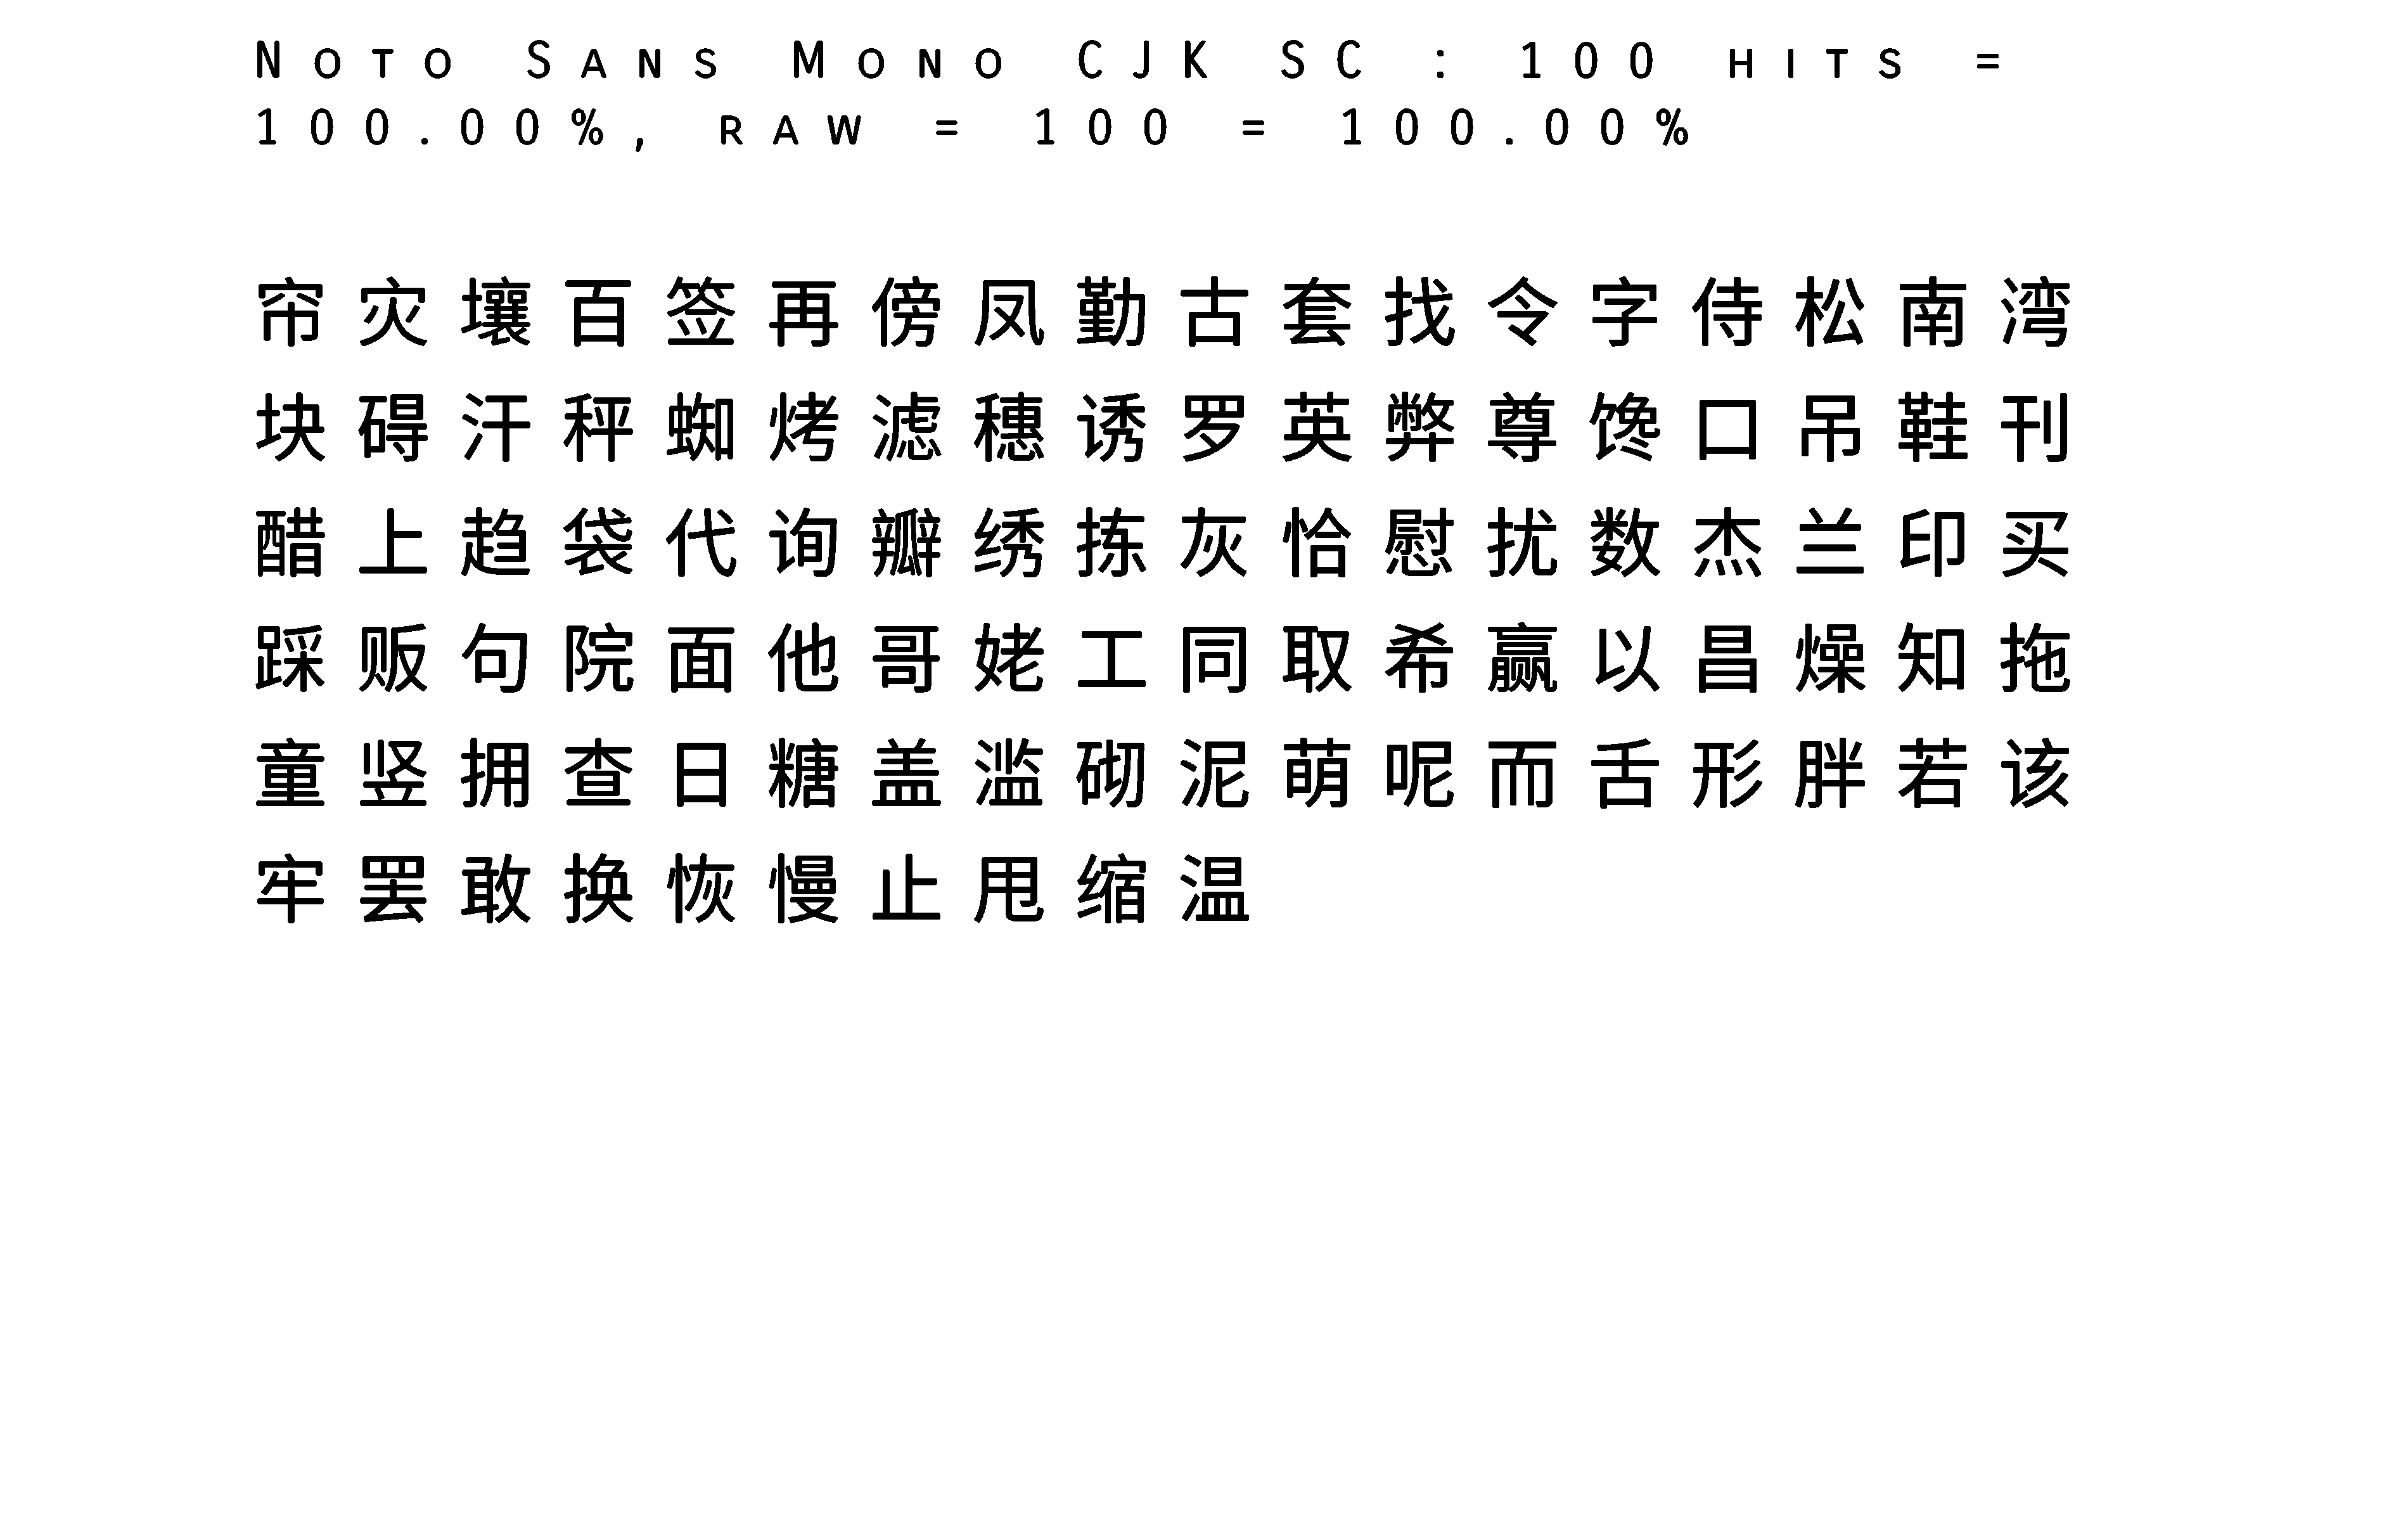 Noto Sans Mono CJK SC : 100 hits =
100.00%, raw = 100 = 100.00%
帘灾壤百签再傍凤勤古套找令字侍松南湾
块碍汗秤蜘烤滤穗诱罗英弊尊馋口吊鞋刊
醋上趋袋代询瓣绣拣灰恰慰扰数杰兰印买
踩贩句院面他哥姥工同取希赢以昌燥知拖
童竖拥查日糖盖滥砌泥萌呢而舌形胖若该
牢罢敢换恢慢止甩缩温